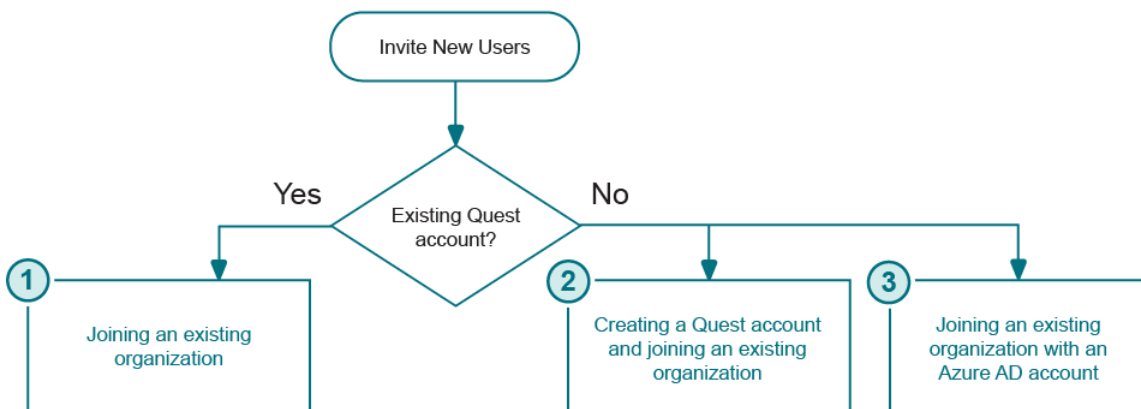 Invite New Users
Yes
No
Existing Quest
account?
1
Joining an existing
organization
2
Creating a Quest account
and joining an existing
organization
3
Joining an existing
organization with an
Azure AD account